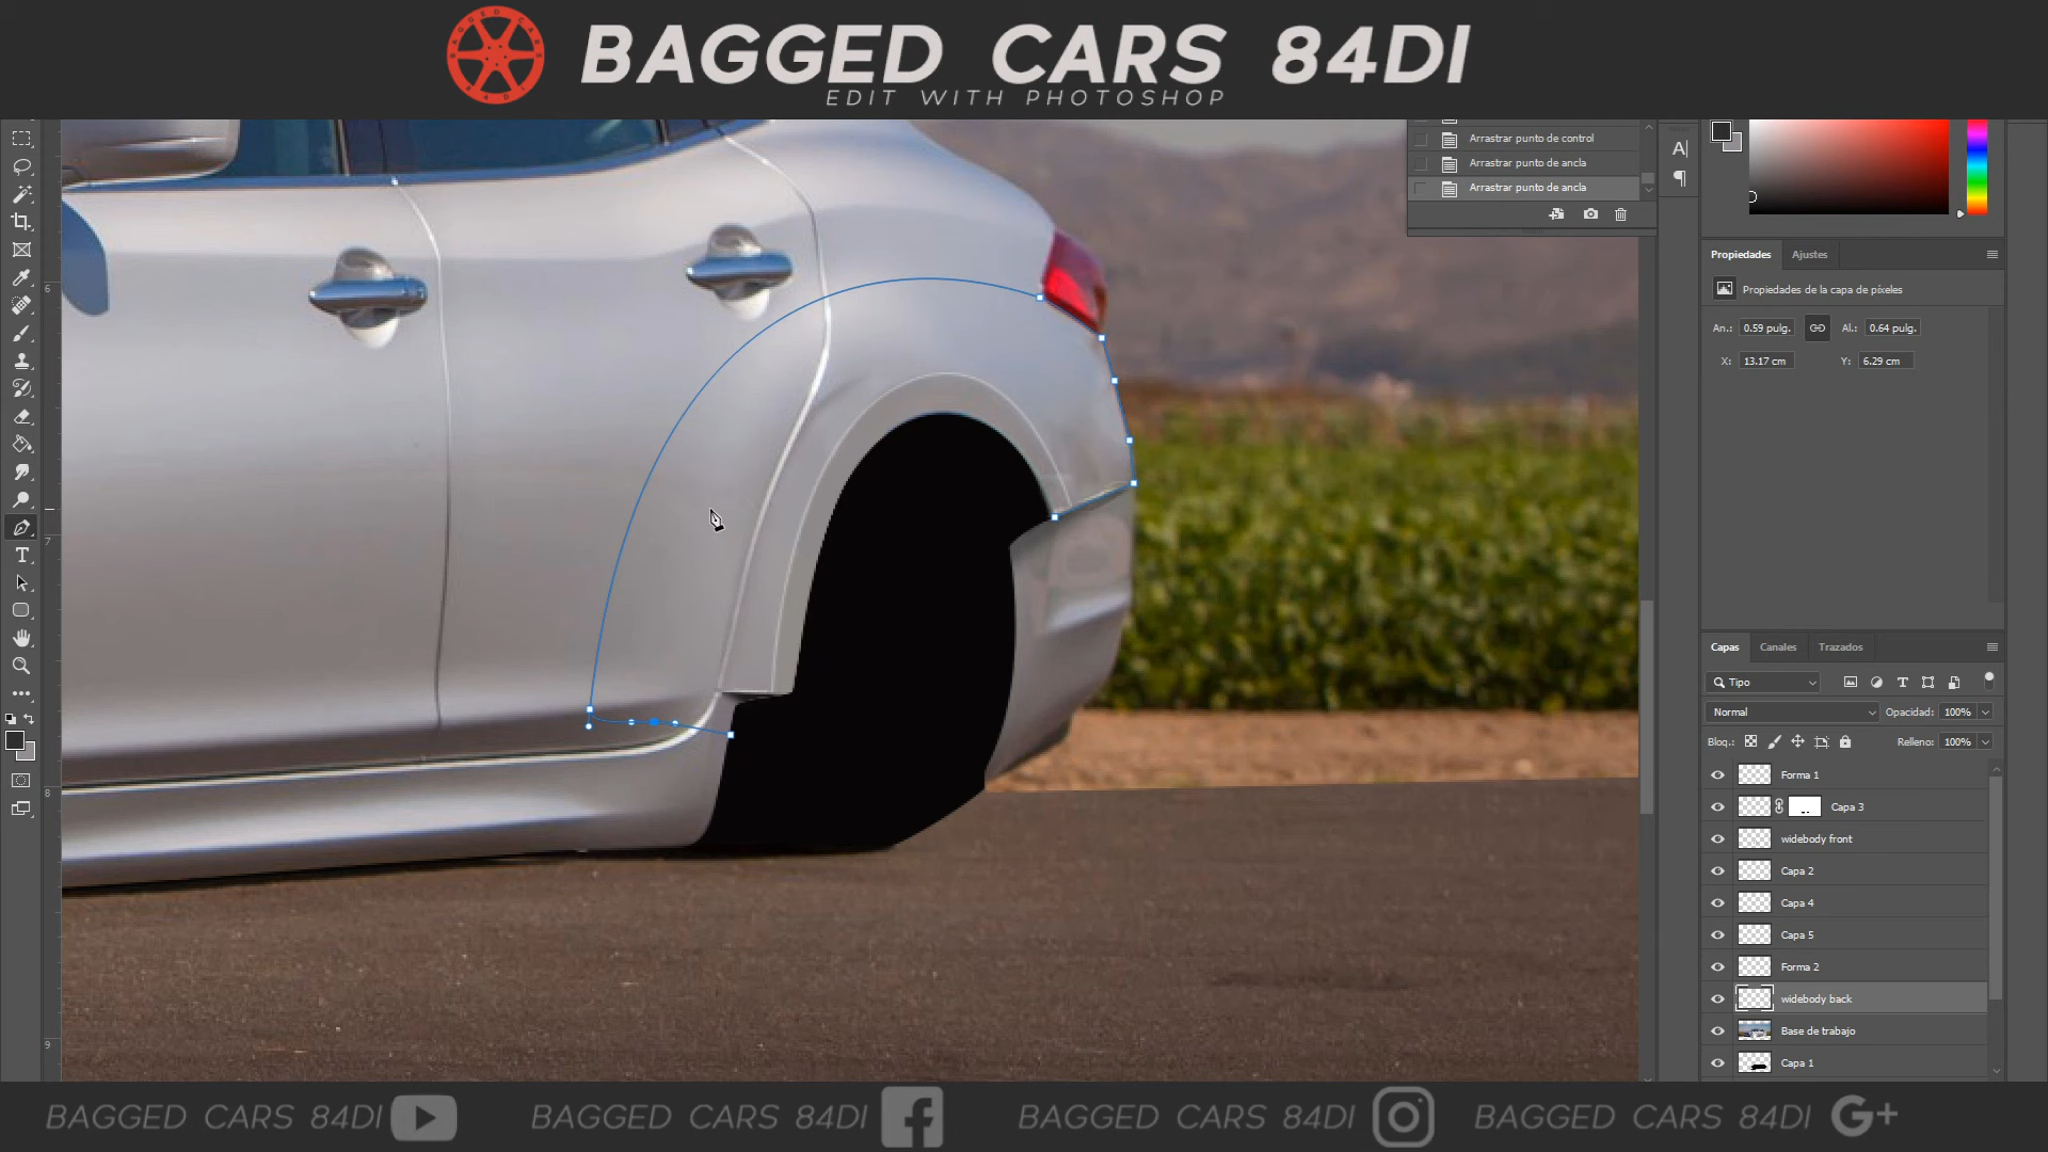 BAGGED CARS 84DI
EDIT WITH PHOTOSHOP
Arrastrar punto de control
Arrastrar punto de ancla
Arrastrar punto de ancla
Propiedades
Ajustes
Propiedades de la capa de píxeles
An.: 0.59 pulg.
Al.: 0.64 pulg.
X: 13.17 cm
Y: 6.29 cm
6
7
8
9
Capas
Canales
Trazados
Tipo
Normal
Opacidad: 100%
Bloq.:
Relleno: 100%
Forma 1
Capa 3
widebody front
Capa 2
Capa 4
Capa 5
Forma 2
widebody back
Base de trabajo
Capa 1
BAGGED CARS 84DI
BAGGED CARS 84DI
BAGGED CARS 84DI
BAGGED CARS 84DI G+